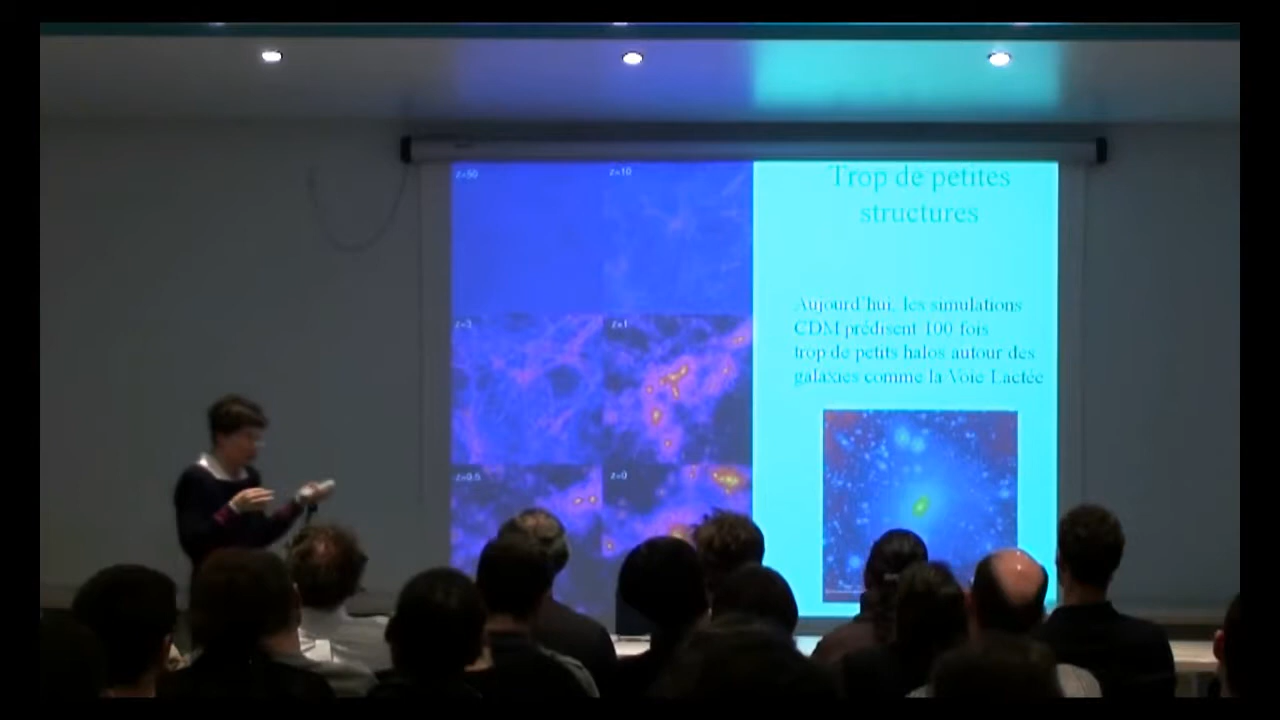 z=50
z=10
z=3
z=1
z=0.5
z=0
Trop de petites
structures
Aujourd'hui, les simulations
CDM prédisent 100 fois
trop de petits halos autour des
galaxies comme la Voie Lactée